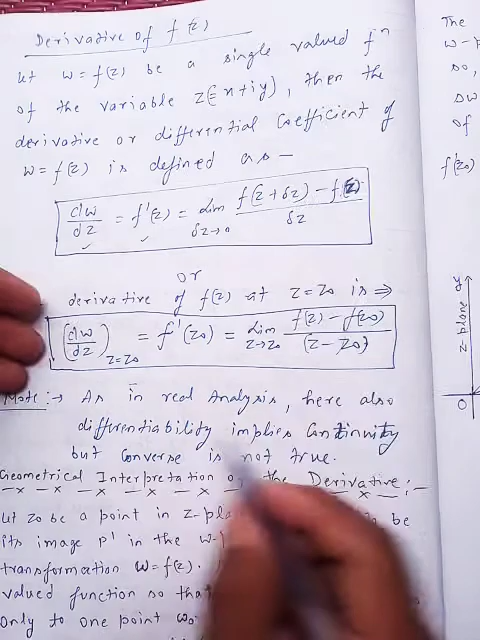 Derivative of f(z)
Let w = f(z) be a single valued fⁿ
of the variable z(= x+iy), then the
derivative or differential Coefficient of
w = f(z) is defined as –
dw/dz = f'(z) = lim δz→0 f(z+δz) – f(z) / δz
or
derivative of f(z) at z=z0 is ⇒
(dw/dz) z=z0 = f'(z0) = lim z→z0 f(z) – f(z0) / (z – z0)
Note:→ As in real Analysis, here also
differentiability implies Continuity
but Converse is not true.
Geometrical Interpretation of the Derivative:–
Let z0 be a point in z-pla be
its image p' in the w-
transformation w=f(z).
valued function so that
only to one point w0
The
w-p
so,
δw
of
f'(z0)
z-plane y
O